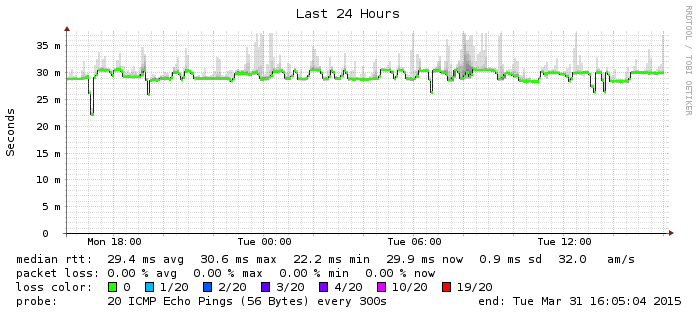 Last 24 Hours
RRDTOOL / TOBI OETIKER
Seconds
35 m
30 m
25 m
20 m
15 m
10 m
5 m
0
Mon 18:00 Tue 00:00 Tue 06:00 Tue 12:00
median rtt: 29.4 ms avg 30.6 ms max 22.2 ms min 29.9 ms now 0.9 ms sd 32.0 am/s
packet loss: 0.00 % avg 0.00 % max 0.00 % min 0.00 % now
loss color: 0 1/20 2/20 3/20 4/20 10/20 19/20
probe: 20 ICMP Echo Pings (56 Bytes) every 300s end: Tue Mar 31 16:05:04 2015